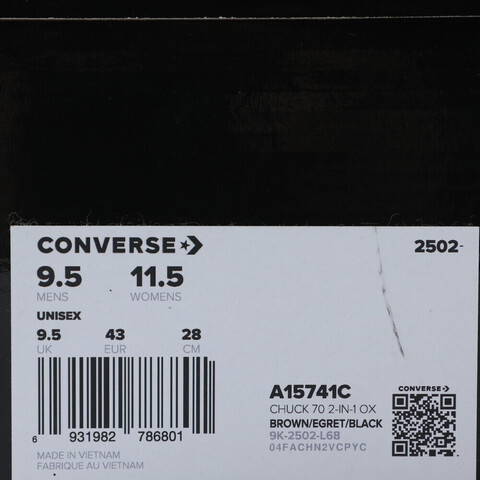 CONVERSE
2502-
9.5 11.5
MENS WOMENS
UNISEX
9.5 43 28
UK EUR CM
6 931982 786801
MADE IN VIETNAM
FABRIQUE AU VIETNAM
A15741C
CHUCK 70 2-IN-1 OX
BROWN/EGRET/BLACK
9K-2502-L68
04FACHN2VCPYC
CONVERSE